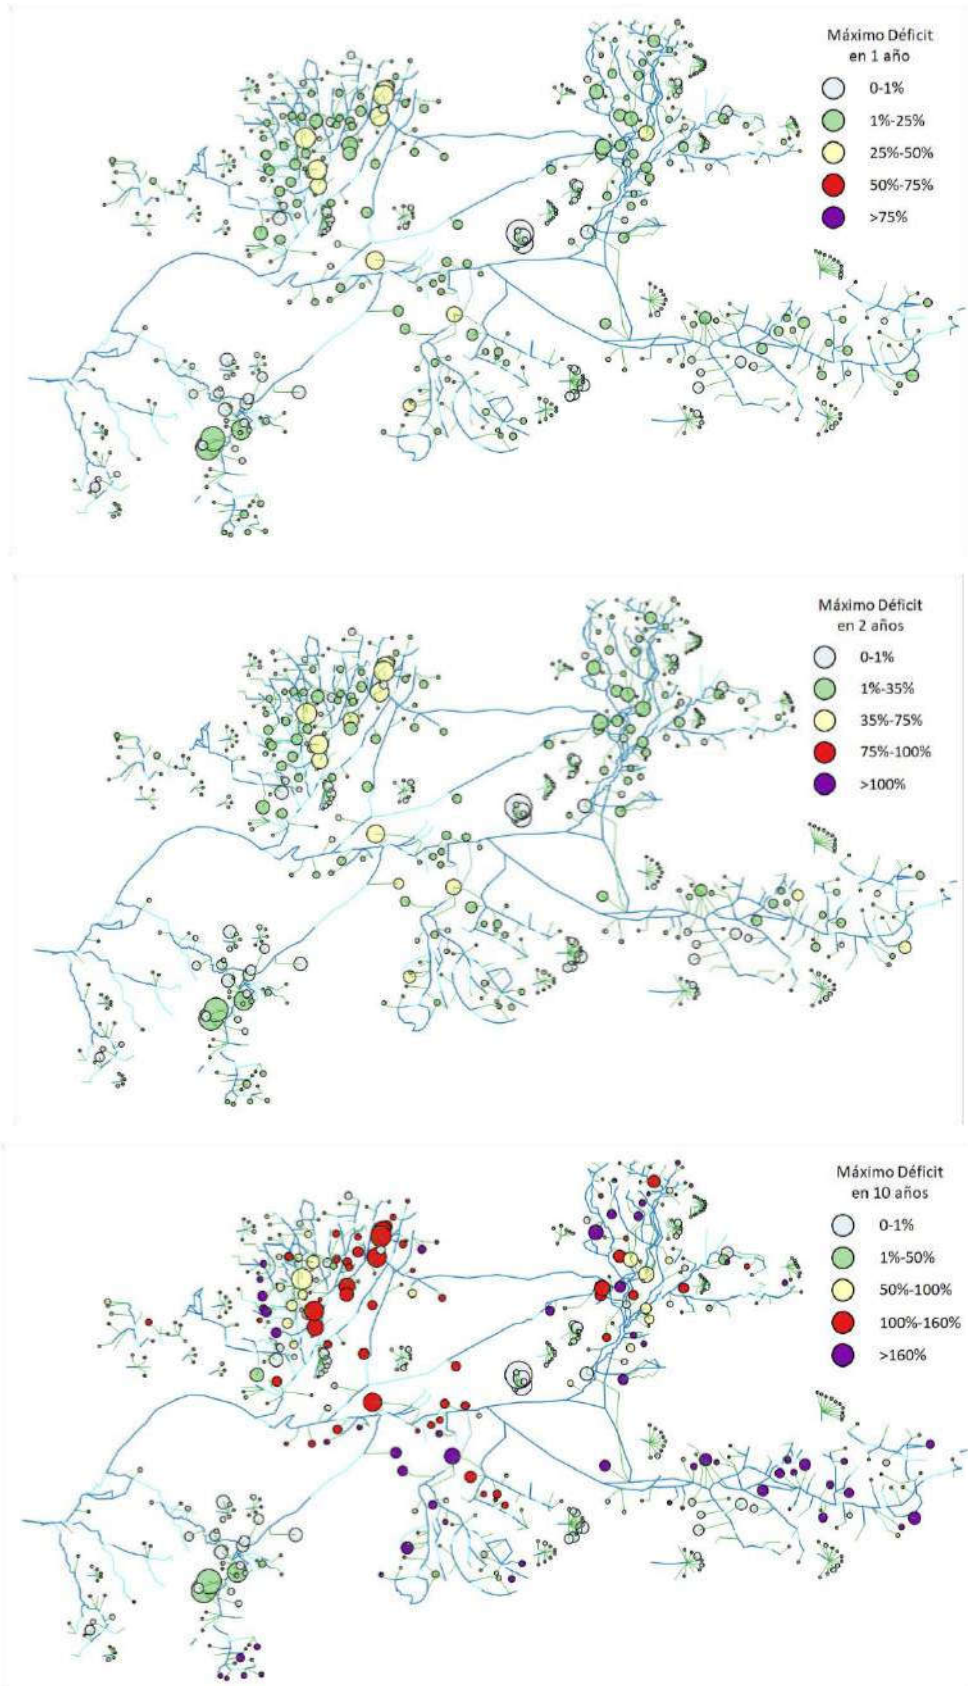 Máximo Déficit
en 1 año
0-1%
1%-25%
25%-50%
50%-75%
>75%
Máximo Déficit
en 2 años
0-1%
1%-35%
35%-75%
75%-100%
>100%
Máximo Déficit
en 10 años
0-1%
1%-50%
50%-100%
100%-160%
>160%